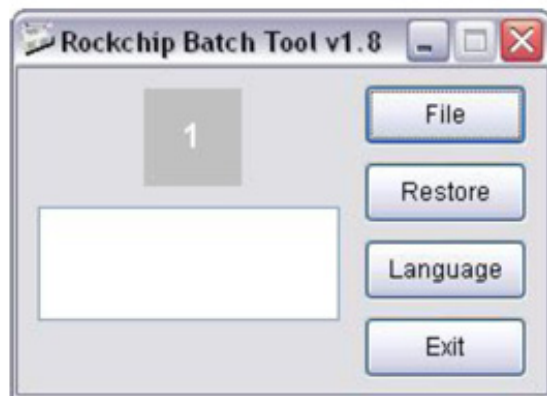 Rockchip Batch Tool v1.8
1
File
Restore
Language
Exit